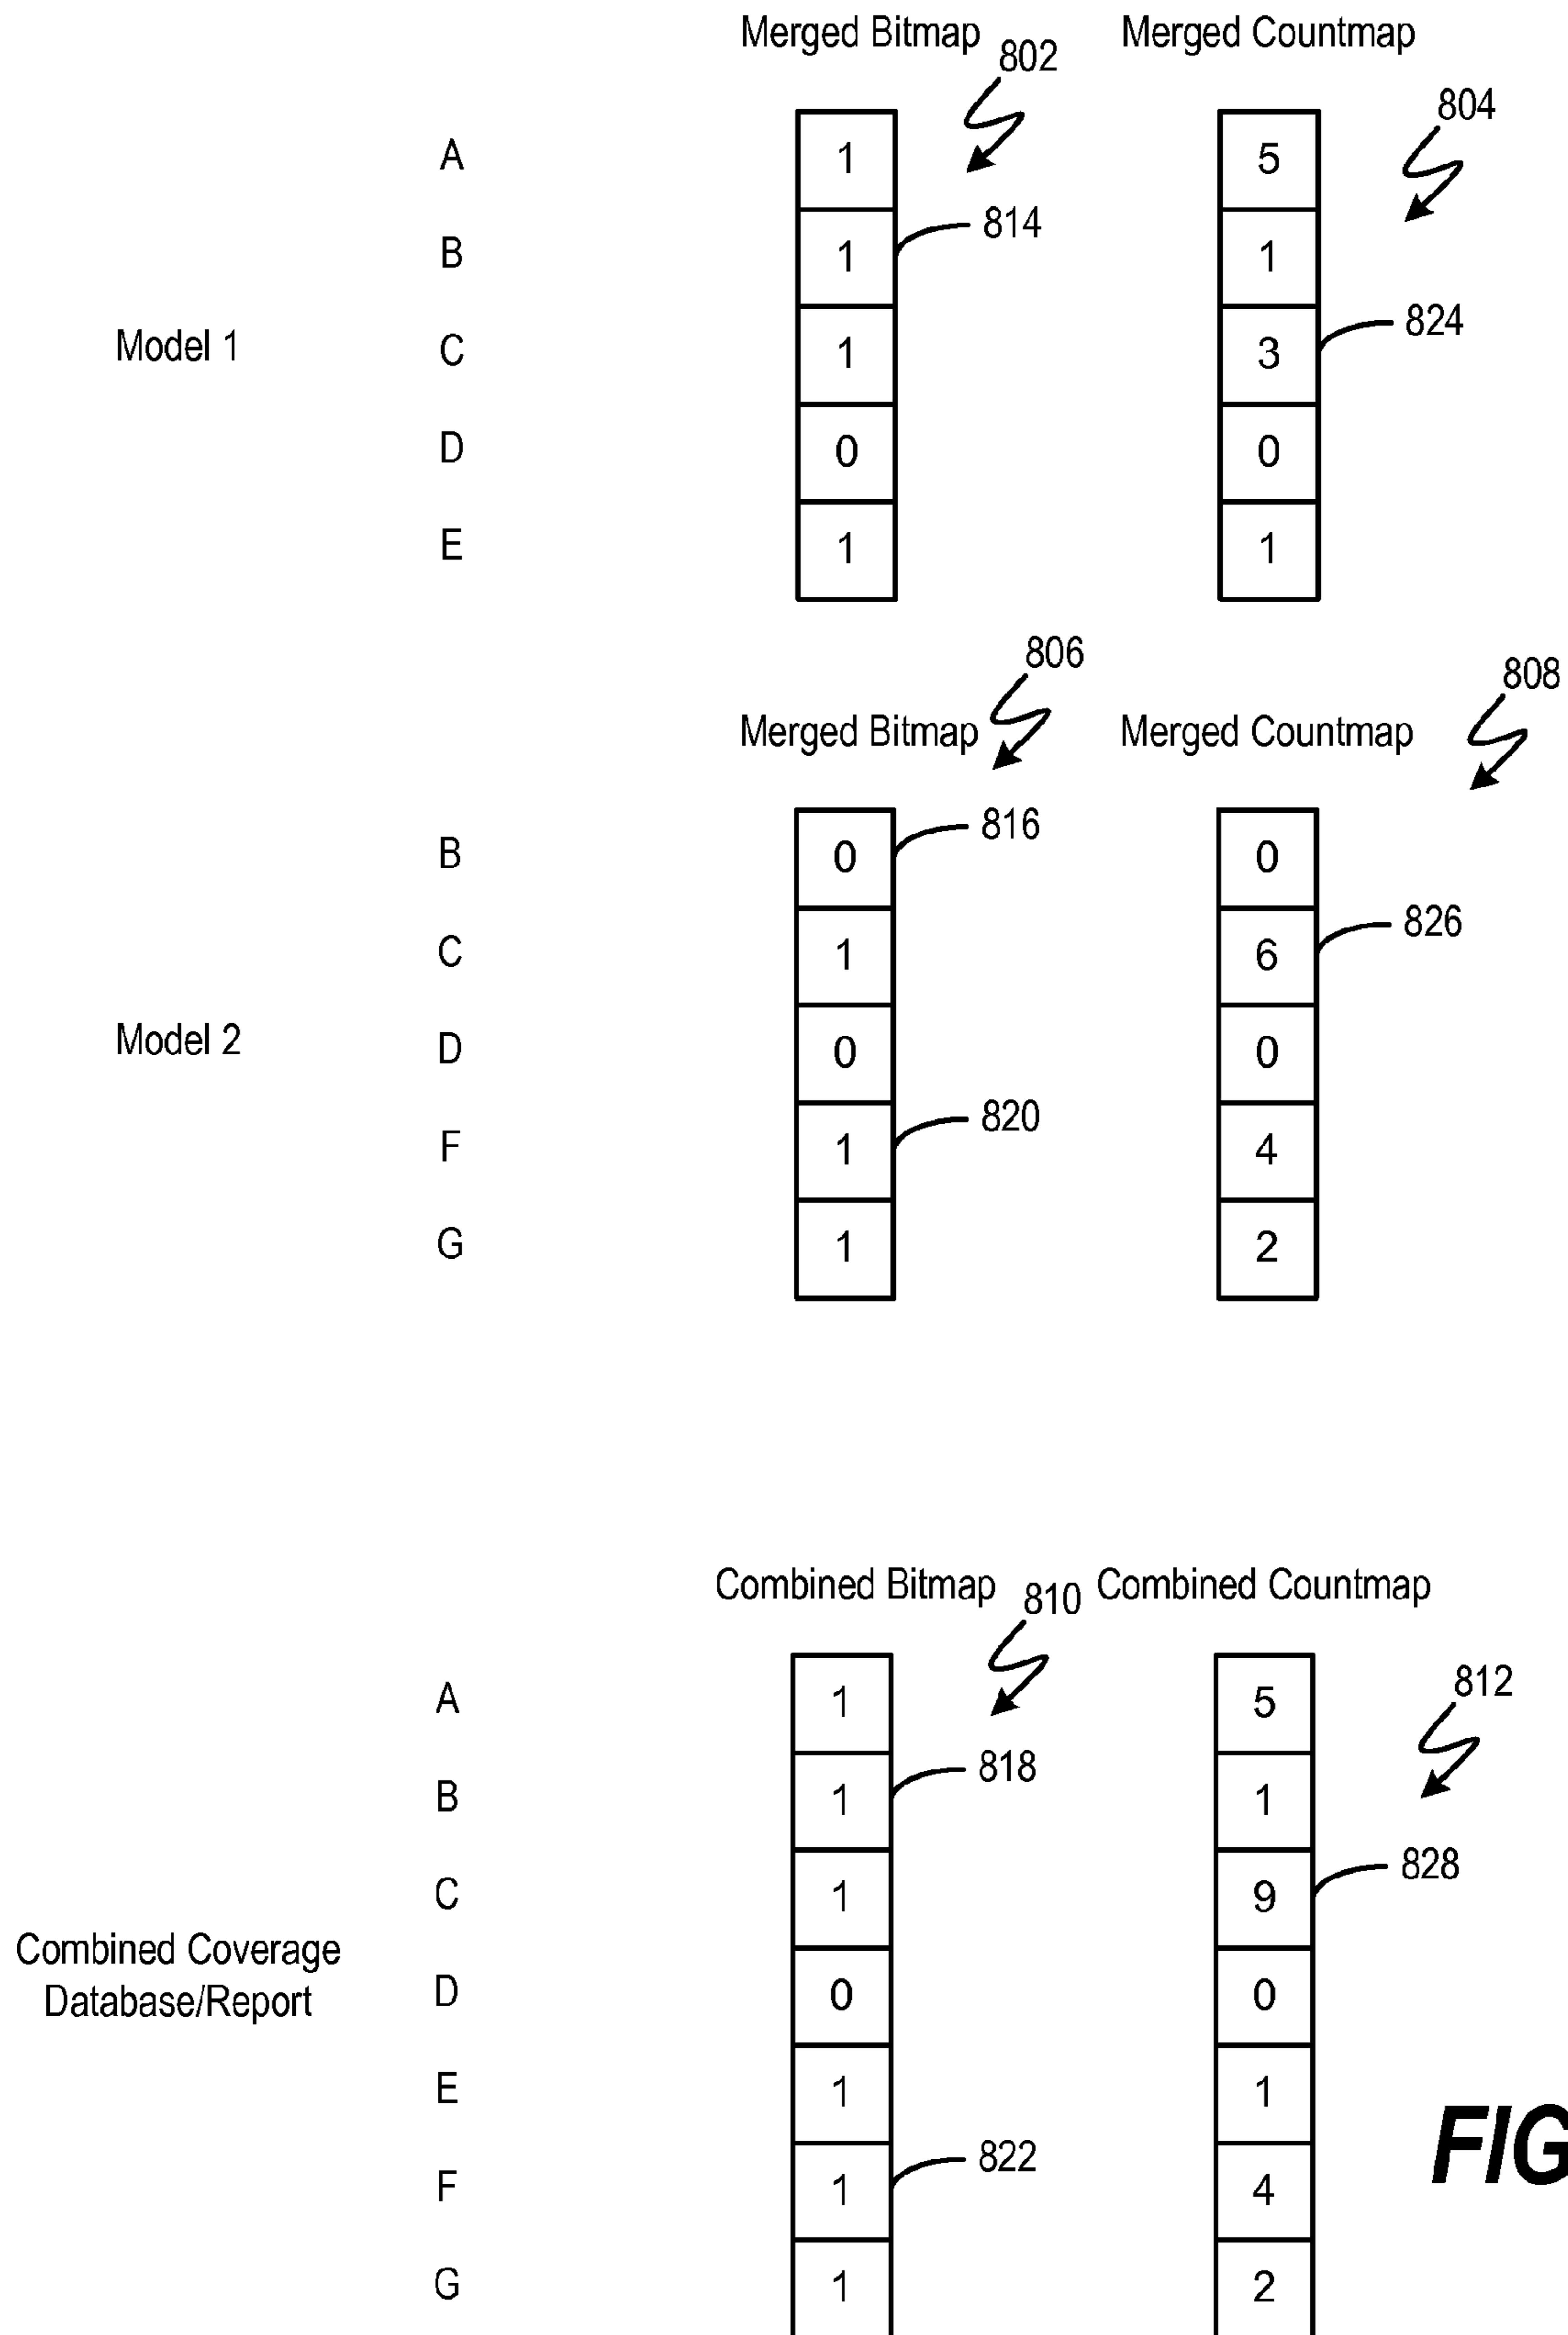 Merged Bitmap Merged Countmap
802
804
A 1 5
814
B 1 1
824
Model 1 C 1 3
D 0 0
E 1 1
806
808
Merged Bitmap Merged Countmap
816
B 0 0
826
C 1 6
Model 2 D 0 0
820
F 1 4
G 1 2
Combined Bitmap 810 Combined Countmap
812
A 1 5
818
B 1 1
828
C 1 9
Combined Coverage
Database/Report D 0 0
E 1 1
822
FIG
F 1 4
G 1 2